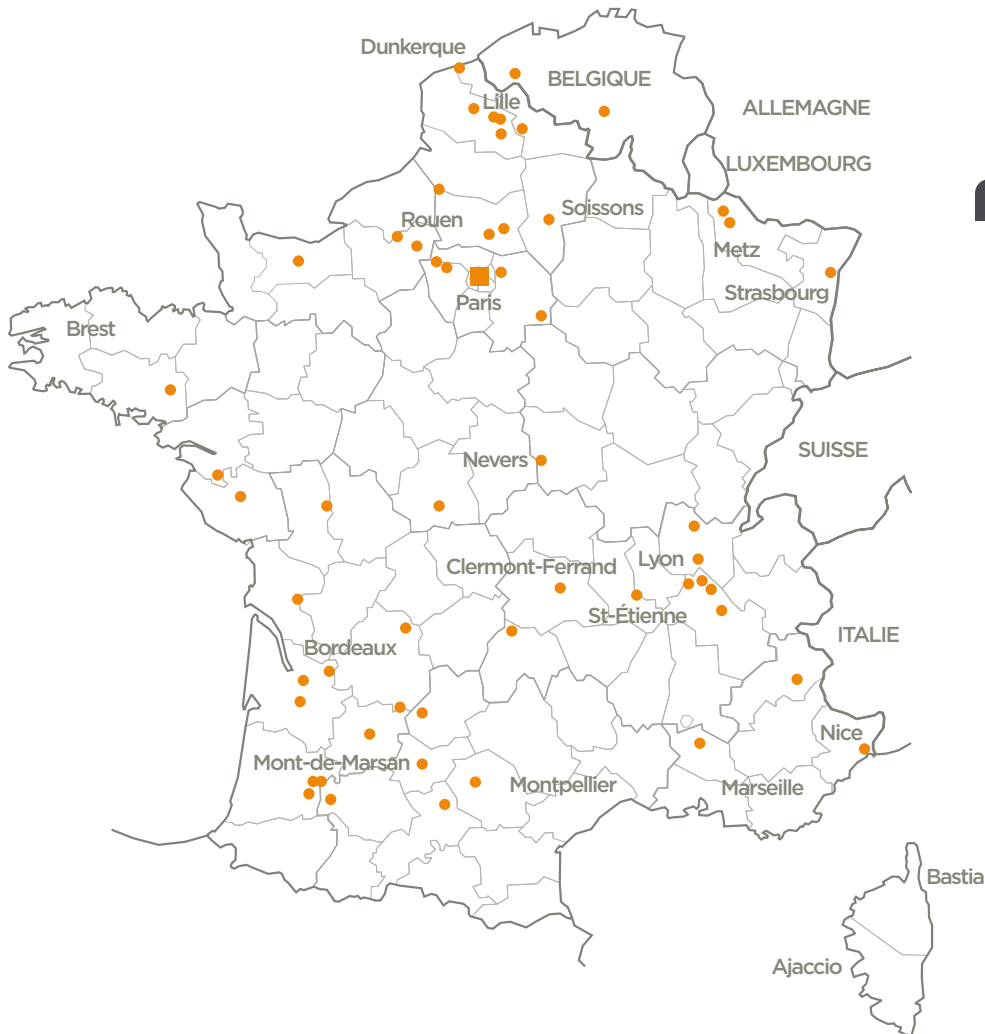 Dunkerque
BELGIQUE
Lille
ALLEMAGNE
LUXEMBOURG
Soissons
Rouen
Metz
Strasbourg
Paris
Brest
SUISSE
Nevers
Lyon
Clermont-Ferrand
St-Étienne
ITALIE
Bordeaux
Nice
Mont-de-Marsan
Montpellier
Marseille
Bastia
Ajaccio